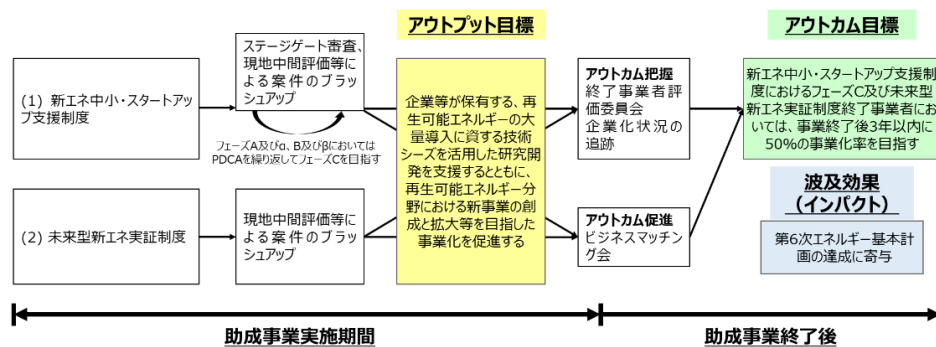 アウトプット目標
アウトカム目標
(1) 新エネ中小・スタートアッ
プ支援制度
ステージゲート審査、
現地中間評価等に
よる案件のブラッ
シュアップ
フェーズA及びα、B及びβにおいては
PDCAを繰り返してフェーズCを目指す
(2) 未来型新エネ実証制度
現地中間評価等に
よる案件のブラッ
シュアップ
企業等が保有する、再
生可能エネルギーの大
量導入に資する技術
シーズを活用した研究開
発を支援するとともに、
再生可能エネルギー分
野における新事業の創
成と拡大等を目指した
事業化を促進する
アウトカム把握
終了事業者評
価委員会
企業化状況の
追跡
アウトカム促進
ビジネスマッチン
グ会
新エネ中小・スタートアップ支援制
度におけるフェーズC及び未来型
新エネ実証制度終了事業者にお
いては、事業終了後3年以内に
50%の事業化率を目指す
波及効果
（インパクト）
第6次エネルギー基本計
画の達成に寄与
助成事業実施期間
助成事業終了後